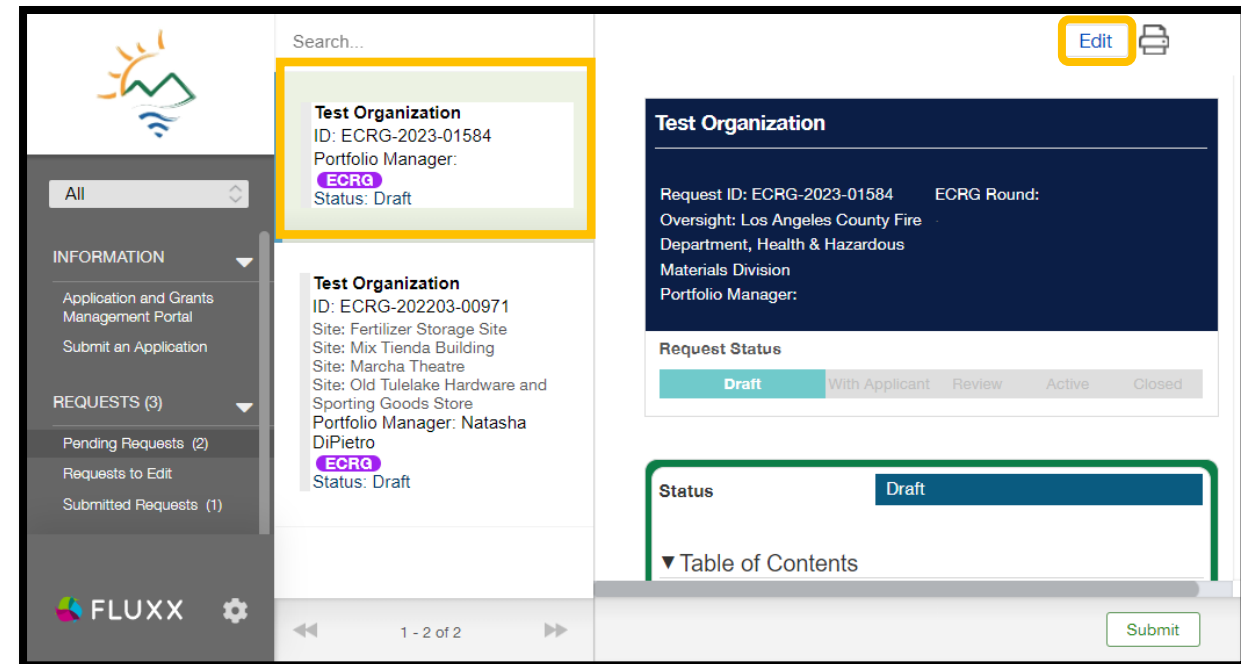 All
INFORMATION
Application and Grants
Management Portal
Submit an Application
REQUESTS (3)
Pending Requests (2)
Requests to Edit
Submitted Requests (1)
FLUXX
Search...
Test Organization
ID: ECRG-2023-01584
Portfolio Manager:
ECRG
Status: Draft
Test Organization
ID: ECRG-202203-00971
Site: Fertilizer Storage Site
Site: Mix Tienda Building
Site: Marcha Theatre
Site: Old Tulelake Hardware and
Sporting Goods Store
Portfolio Manager: Natasha
DiPietro
ECRG
Status: Draft
1 - 2 of 2
Edit
Test Organization
Request ID: ECRG-2023-01584 ECRG Round:
Oversight: Los Angeles County Fire -
Department, Health & Hazardous
Materials Division
Portfolio Manager:
Request Status
Draft With Applicant Review Active Closed
Status Draft
▼Table of Contents
Submit